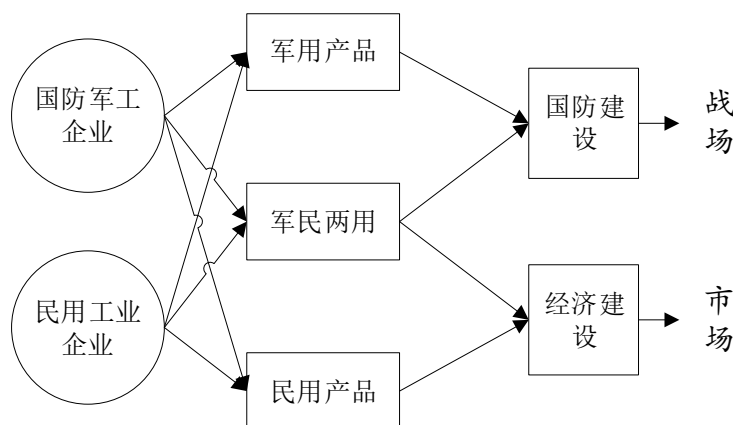 军用产品
国防军工
企业
国防建
设
战
场
军民两用
民用工业
企业
经济建
设
市
场
民用产品